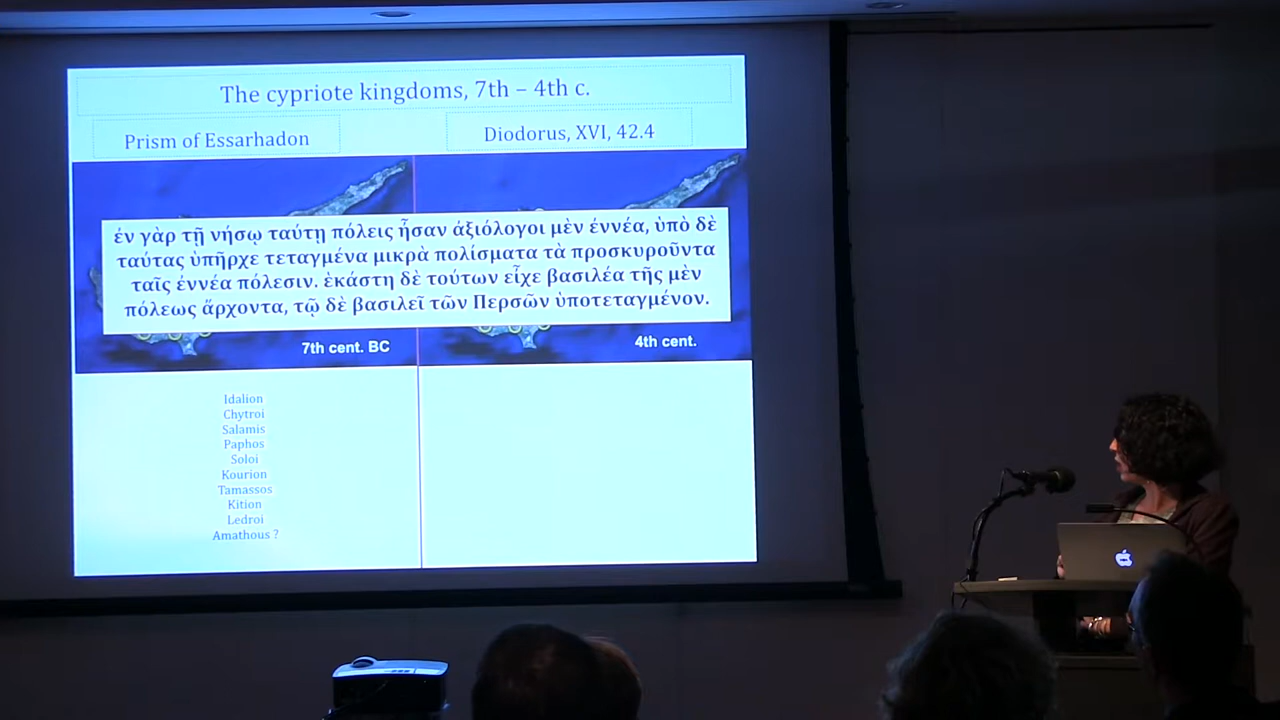 The cypriote kingdoms, 7th – 4th c.
Prism of Essarhadon
Diodorus, XVI, 42.4
ἐν γὰρ τῇ νήσῳ ταύτῃ πόλεις ἦσαν ἀξιόλογοι μὲν ἐννέα, ὑπὸ δὲ
ταύτας ὑπῆρχε τεταγμένα μικρὰ πολίσματα τὰ προσκυροῦντα
ταῖς ἐννέα πόλεσιν. ἑκάστη δὲ τούτων εἶχε βασιλέα τῆς μὲν
πόλεως ἄρχοντα, τῷ δὲ βασιλεῖ τῶν Περσῶν ὑποτεταγμένον.
7th cent. BC
4th cent.
Idalion
Chytroi
Salamis
Paphos
Soloi
Kourion
Tamassos
Kition
Ledroi
Amathous ?